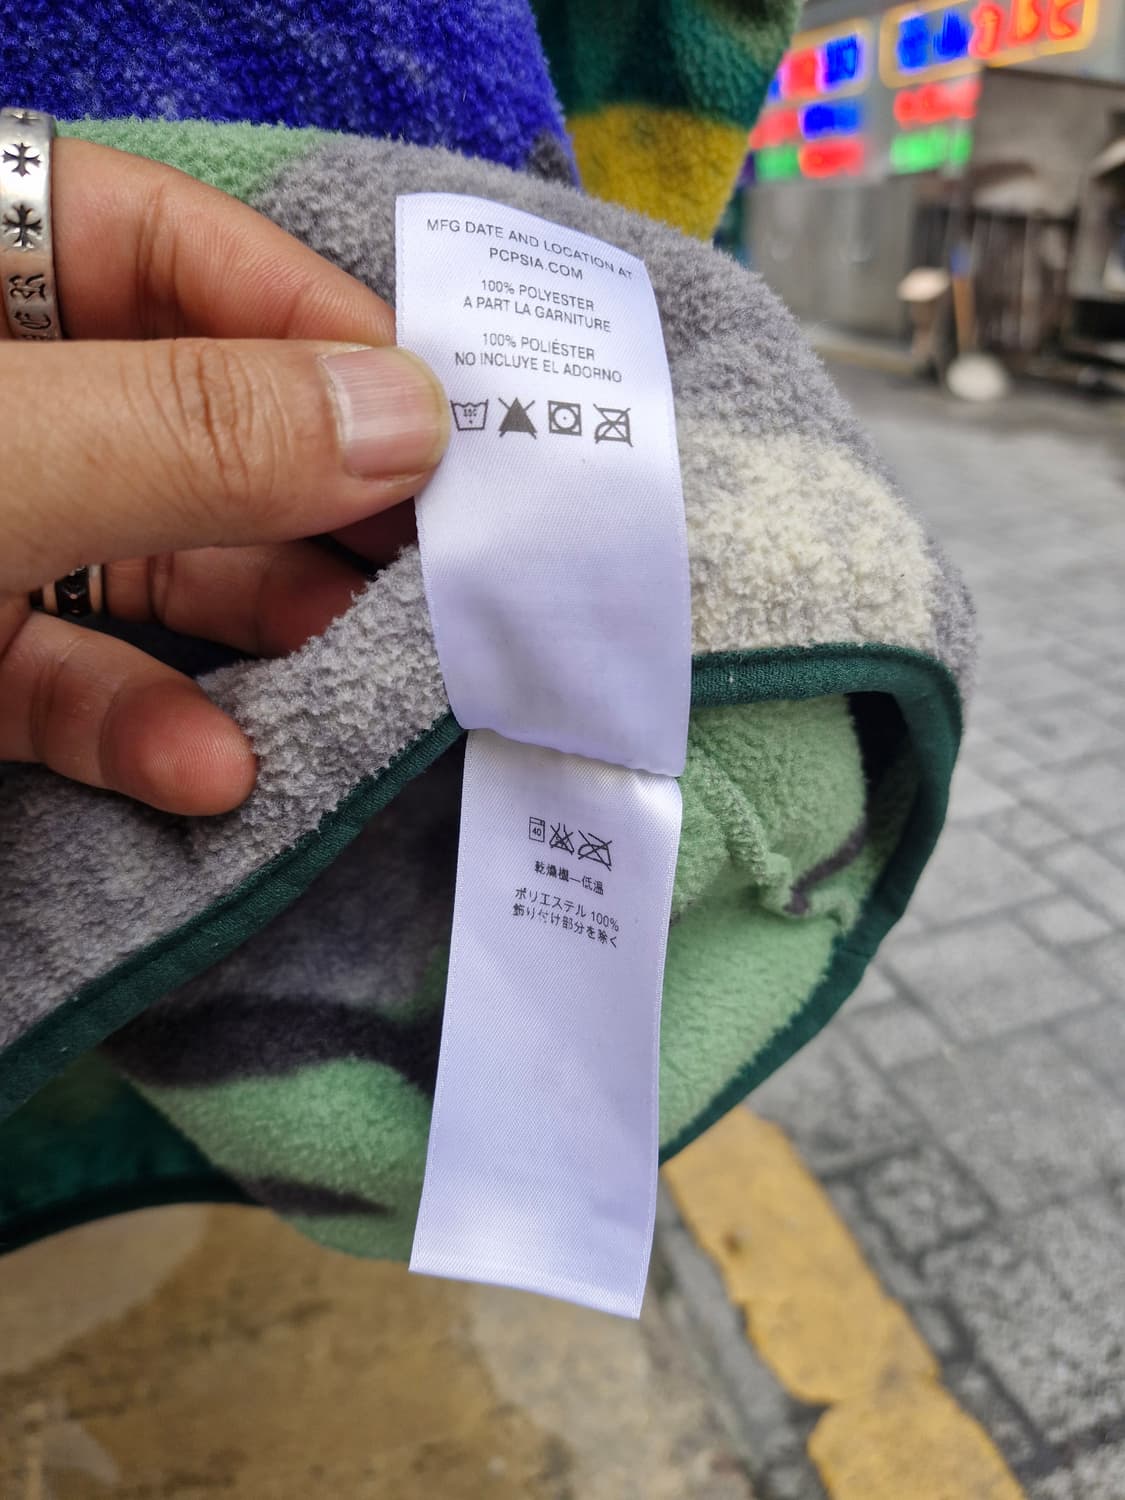 MFG DATE AND LOCATION AT
PCPSIA.COM
100% POLYESTER
A PART LA GARNITURE
100% POLIÉSTER
NO INCLUYE EL ADORNO
40
乾燥機—低温
ポリエステル 100%
飾り付け部分を除く